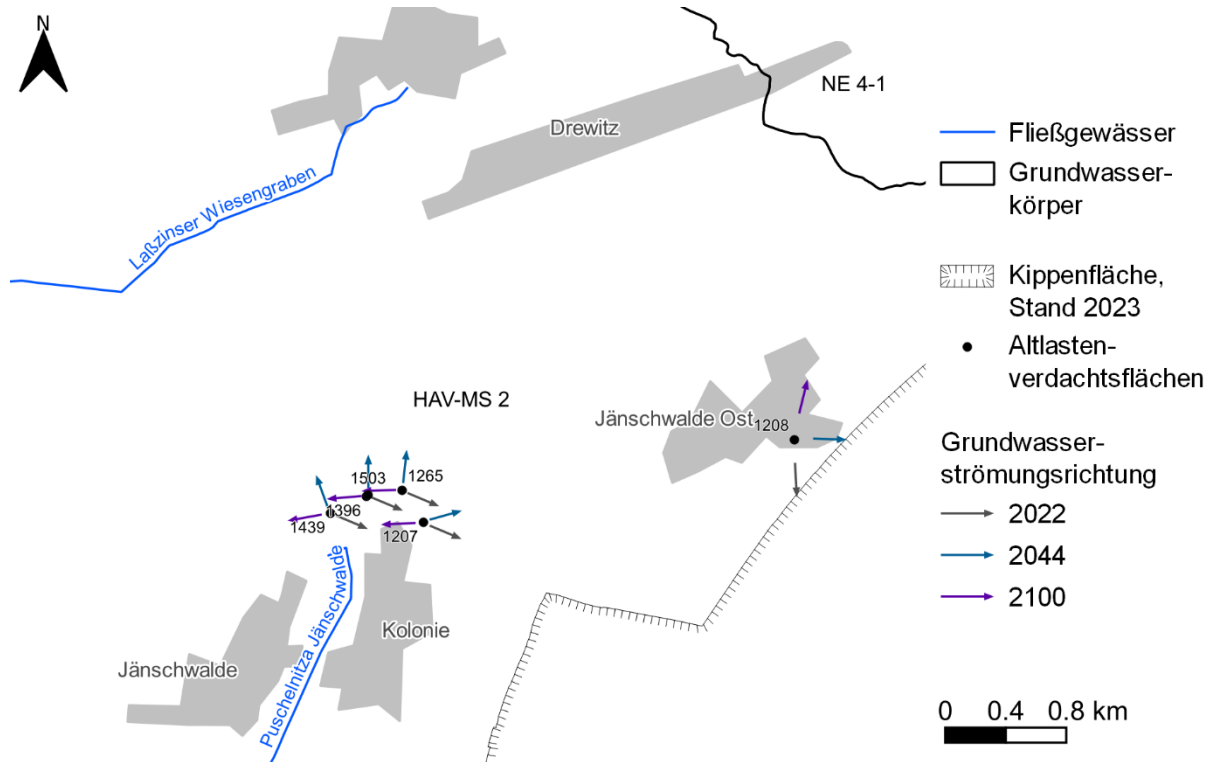 N
NE 4-1
Drewitz
Laßzinser Wiesengraben
HAV-MS 2
Jänschwalde Ost
1208
1503
1265
1396
1439
1207
Kolonie
Jänschwalde
Puschelnitza Jänschwalde
Fließgewässer
Grundwasser-
körper
Kippenfläche,
Stand 2023
Altlasten-
verdachtsflächen
Grundwasser-
strömungsrichtung
2022
2044
2100
0 0.4 0.8 km